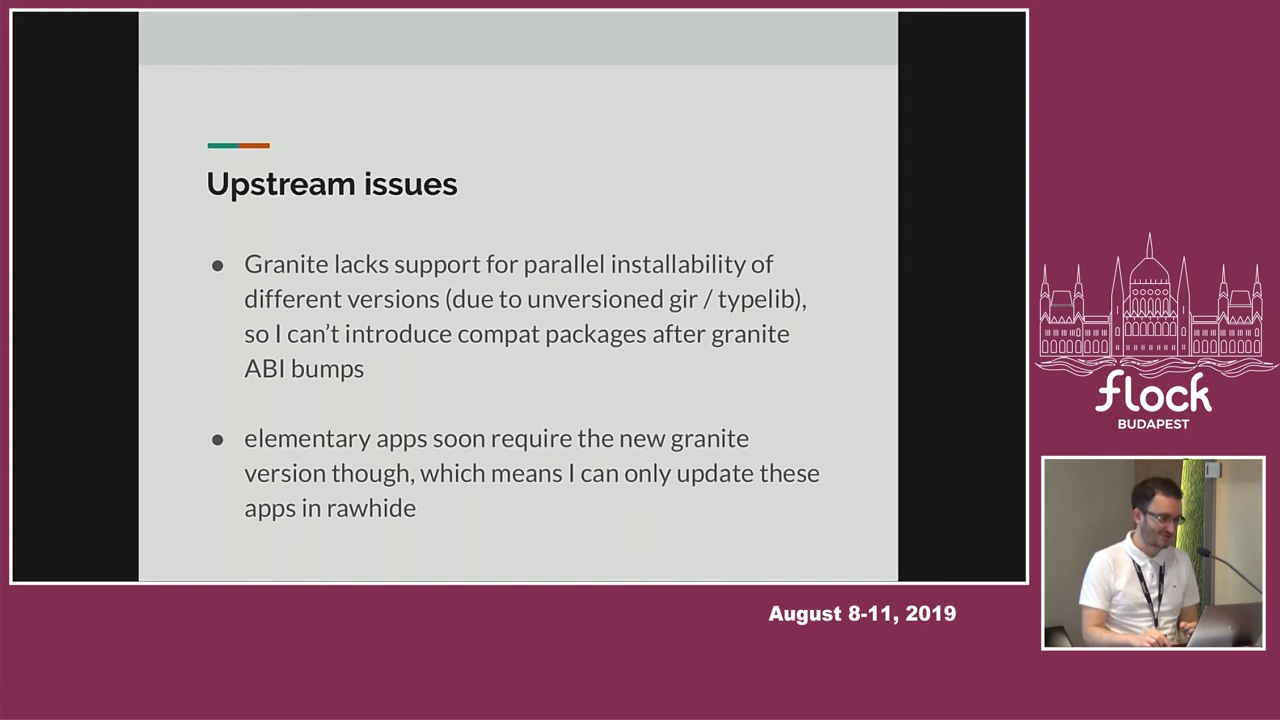 Upstream issues
● Granite lacks support for parallel installability of
different versions (due to unversioned gir / typelib),
so I can’t introduce compat packages after granite
ABI bumps
● elementary apps soon require the new granite
version though, which means I can only update these
apps in rawhide
flock
BUDAPEST
August 8-11, 2019